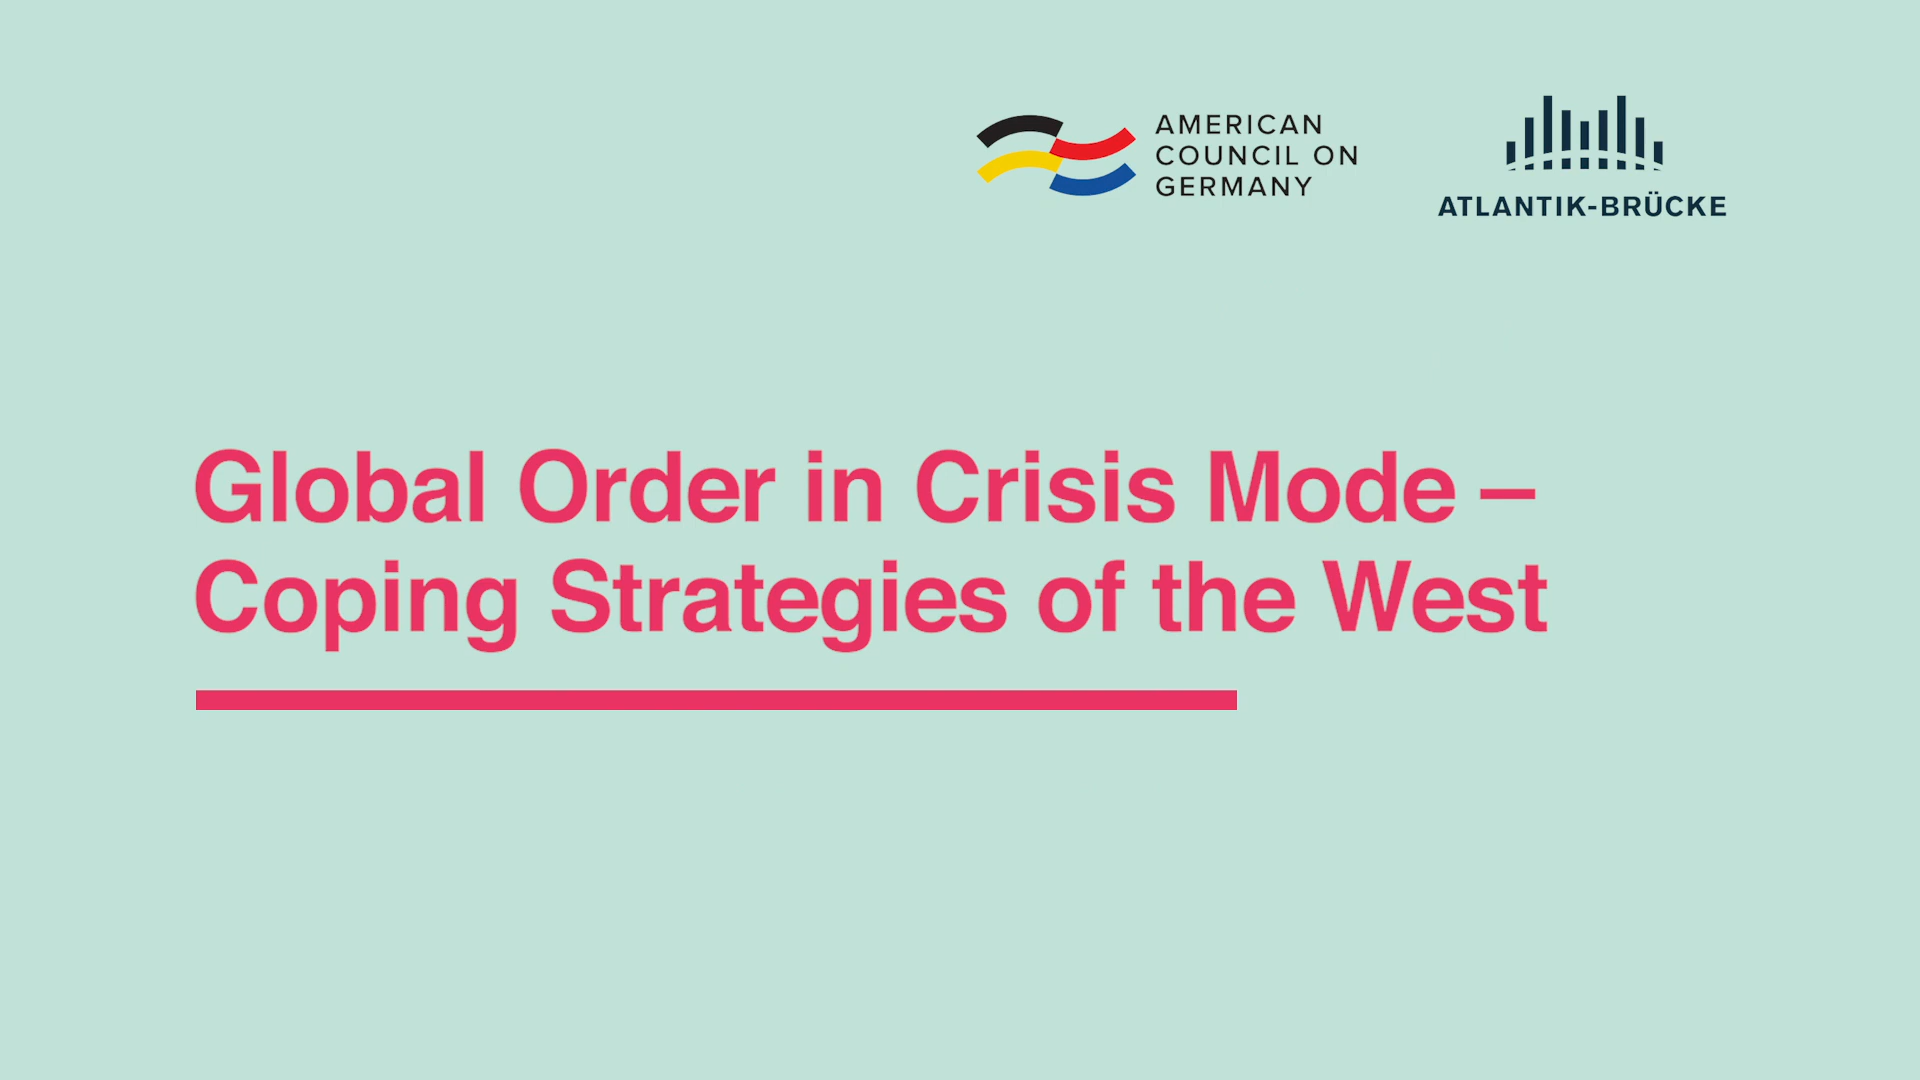 AMERICAN
COUNCIL ON
GERMANY
ATLANTIK-BRÜCKE
Global Order in Crisis Mode –
Coping Strategies of the West